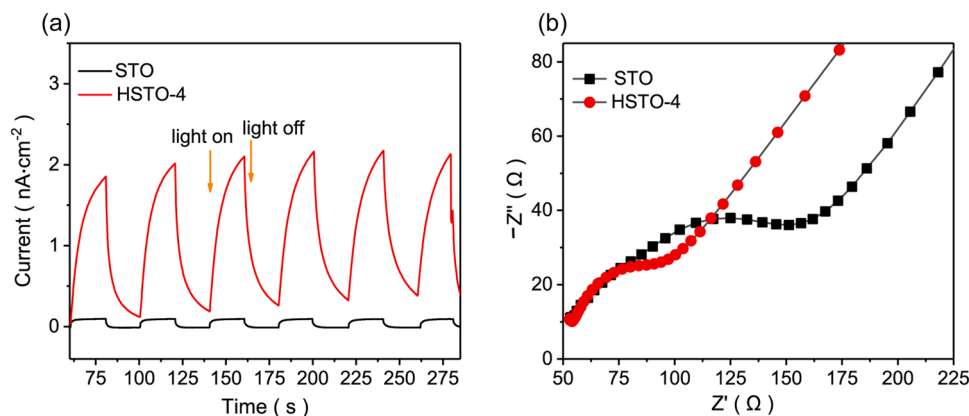 (a)
STO
HSTO-4
light on
light off
Current ( nA·cm⁻²)
3
2
1
0
75
100
125
150
175
200
225
250
275
Time ( s )
(b)
STO
HSTO-4
−Z'' ( Ω )
80
60
40
20
0
50
75
100
125
150
175
200
225
Z' ( Ω )